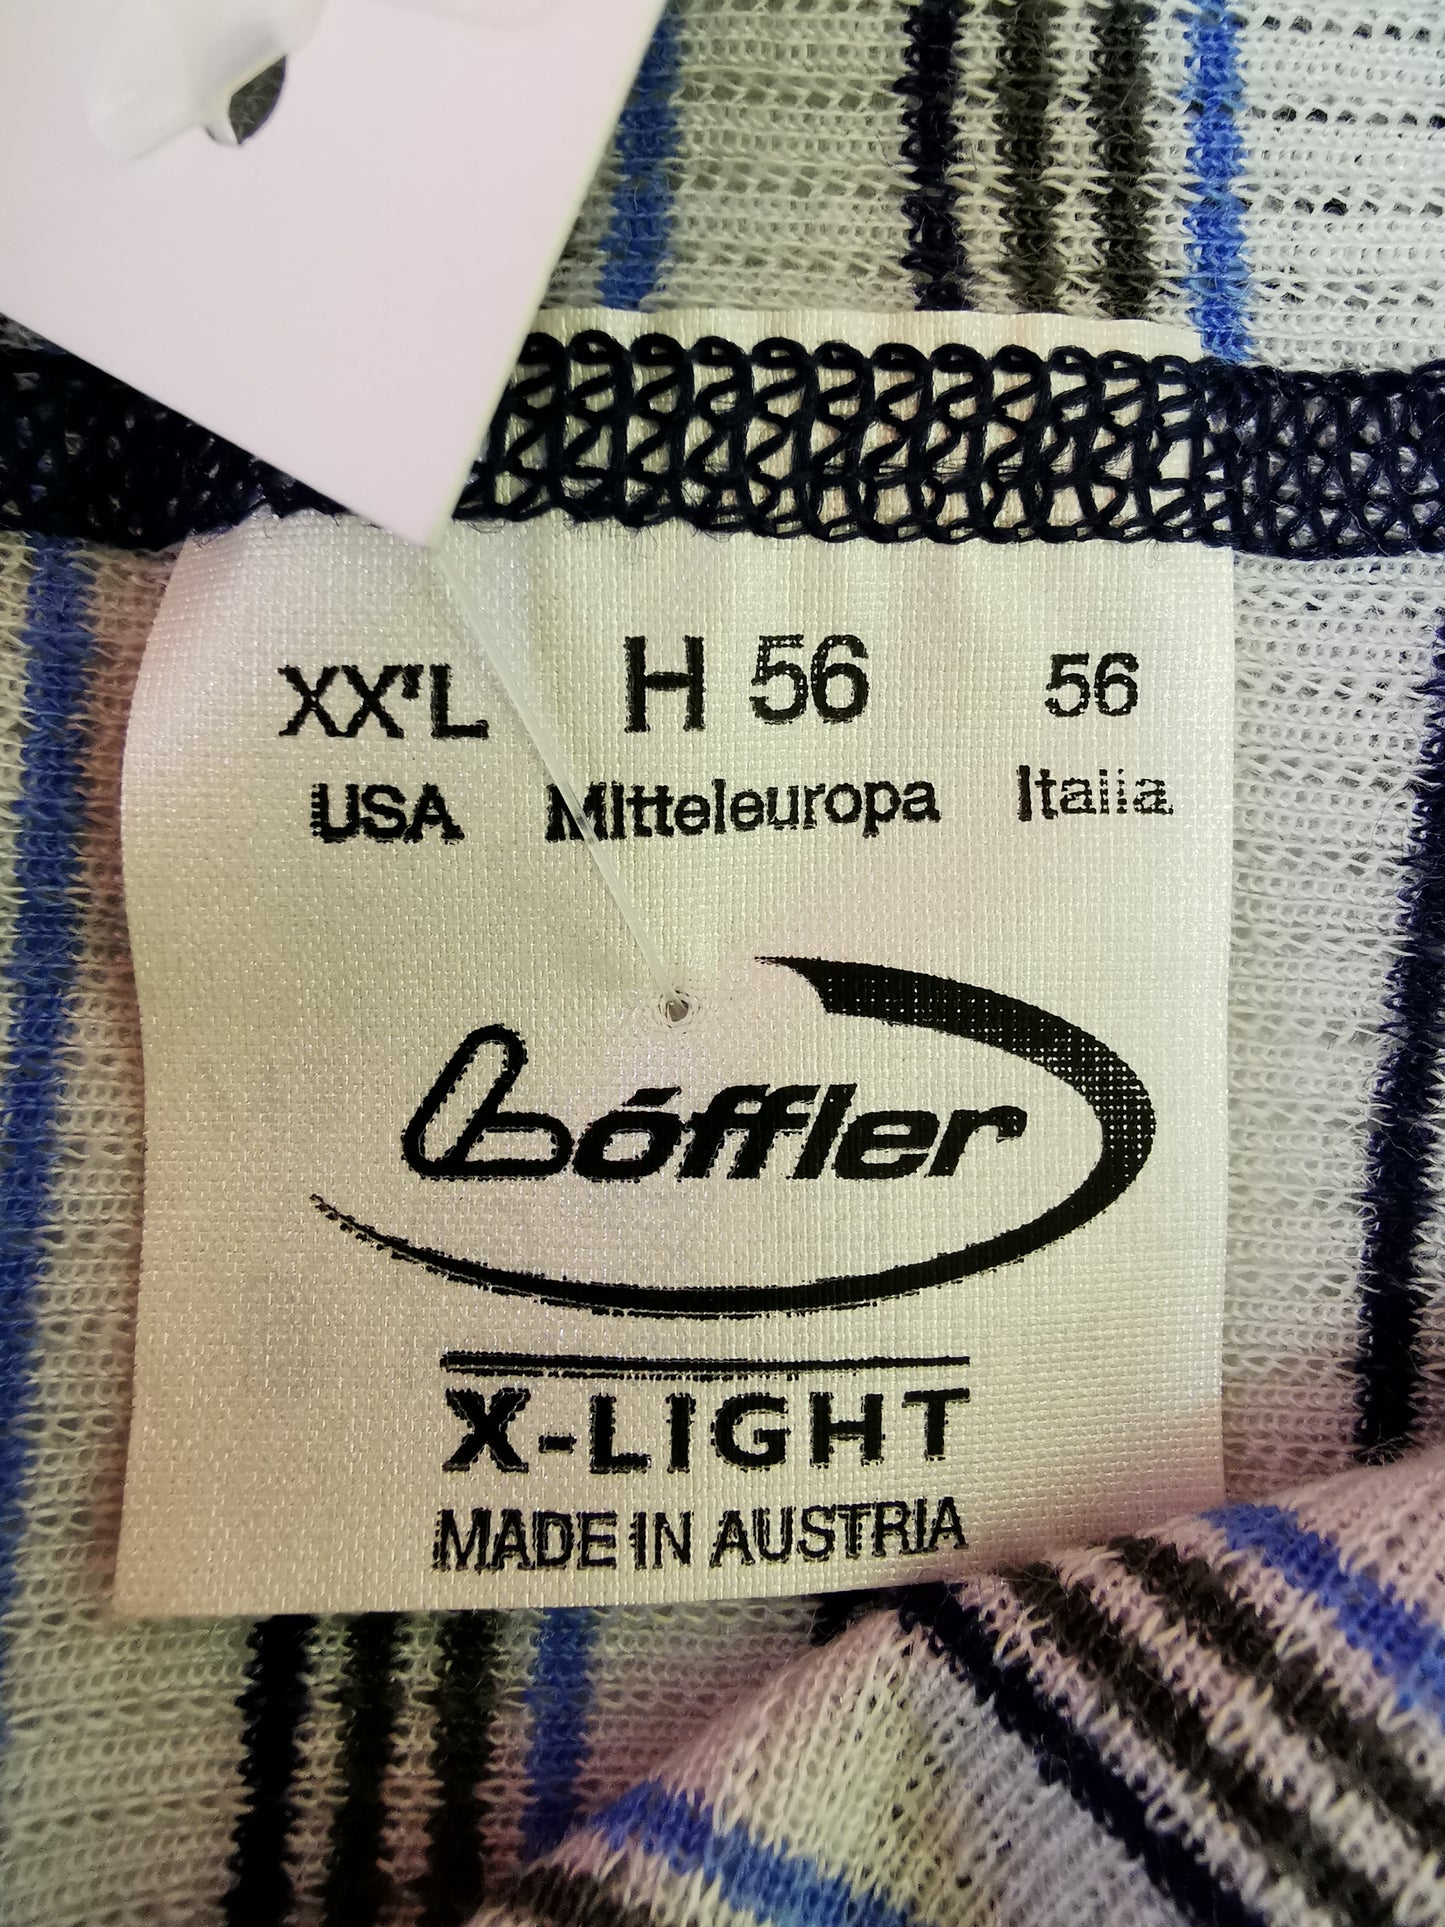 XX'L H 56 56
USA Mitteleuropa Italia
löffler
X-LIGHT
MADE IN AUSTRIA